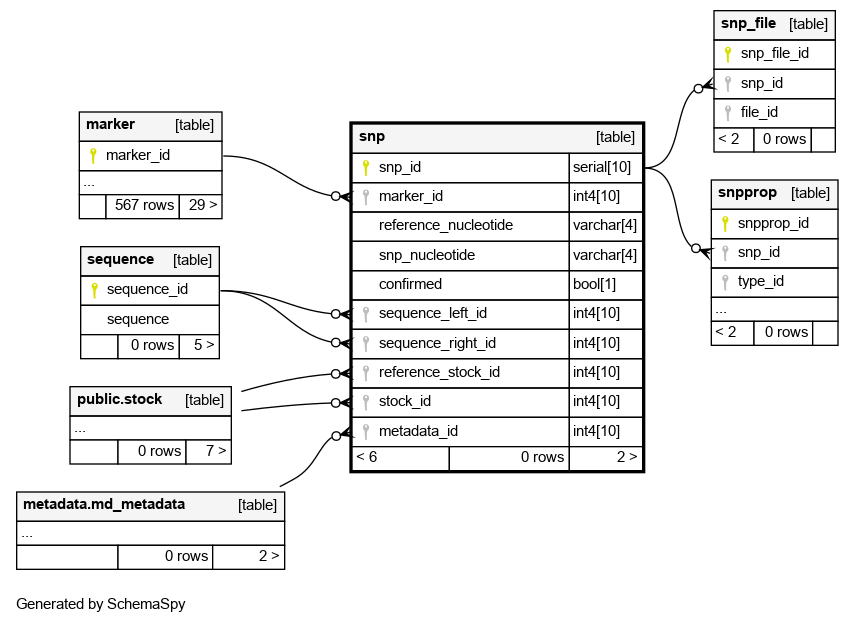 marker [table]
marker_id
...
567 rows 29 >
sequence [table]
sequence_id
sequence
0 rows 5 >
public.stock [table]
...
0 rows 7 >
metadata.md_metadata [table]
...
0 rows 2 >
snp [table]
snp_id serial[10]
marker_id int4[10]
reference_nucleotide varchar[4]
snp_nucleotide varchar[4]
confirmed bool[1]
sequence_left_id int4[10]
sequence_right_id int4[10]
reference_stock_id int4[10]
stock_id int4[10]
metadata_id int4[10]
< 6 0 rows 2 >
snp_file [table]
snp_file_id
snp_id
file_id
< 2 0 rows
snpprop [table]
snpprop_id
snp_id
type_id
...
< 2 0 rows
Generated by SchemaSpy